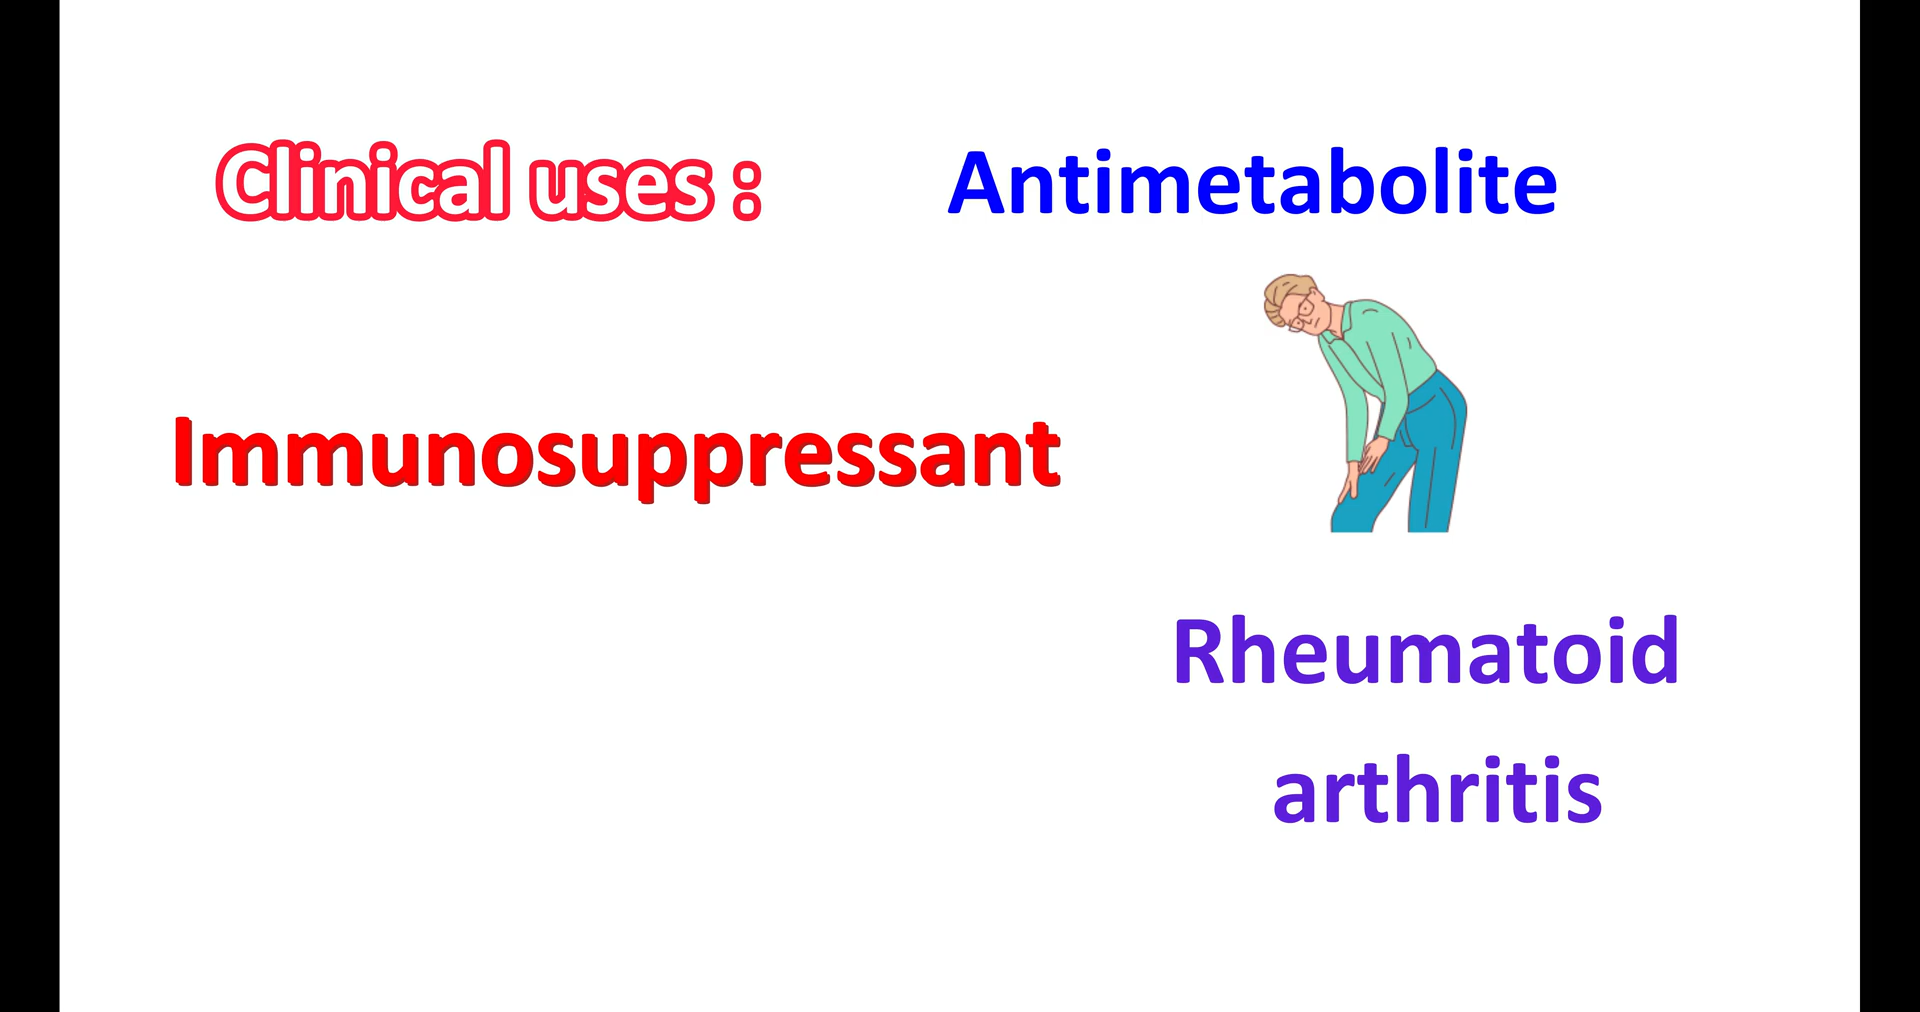 Clinical uses :
Antimetabolite
Immunosuppressant
Rheumatoid
arthritis